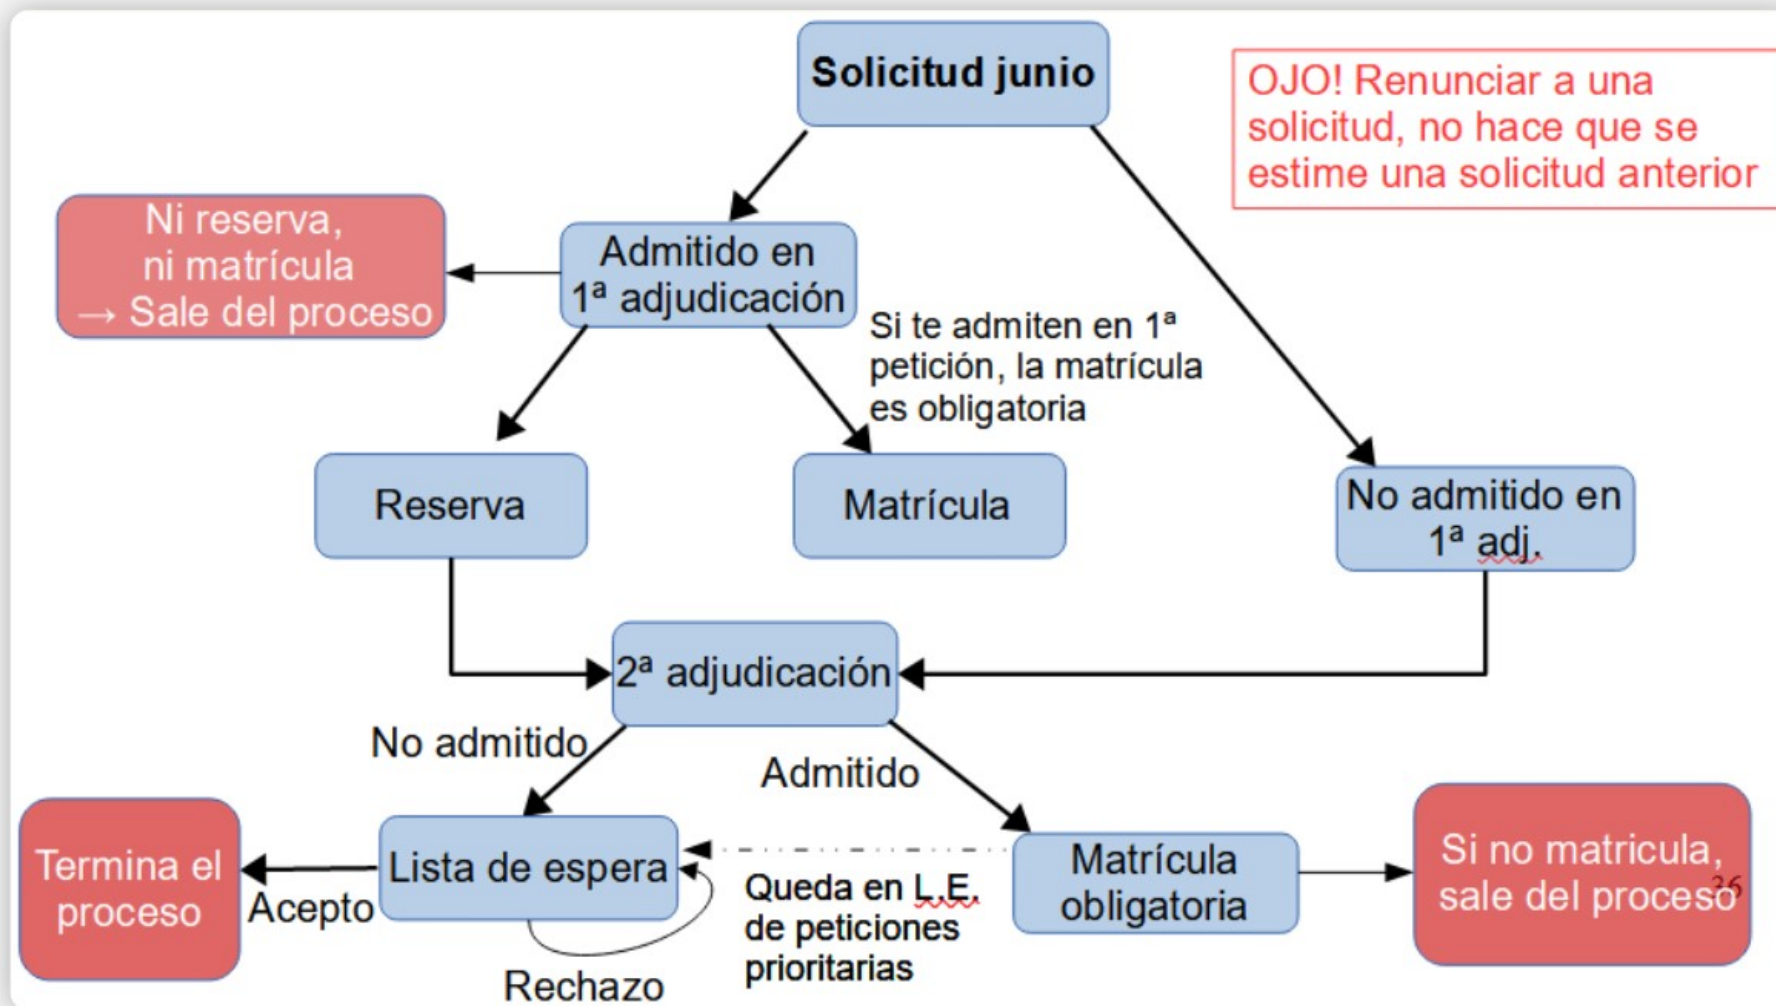 Solicitud junio
OJO! Renunciar a una
solicitud, no hace que se
estime una solicitud anterior
Ni reserva,
ni matrícula
→ Sale del proceso
Admitido en
1ª adjudicación
Si te admiten en 1ª
petición, la matrícula
es obligatoria
Reserva
Matrícula
No admitido en
1ª adj.
2ª adjudicación
No admitido
Admitido
Termina el
proceso
Acepto
Lista de espera
Rechazo
Queda en L.E.
de peticiones
prioritarias
Matrícula
obligatoria
Si no matricula,
sale del proceso
36